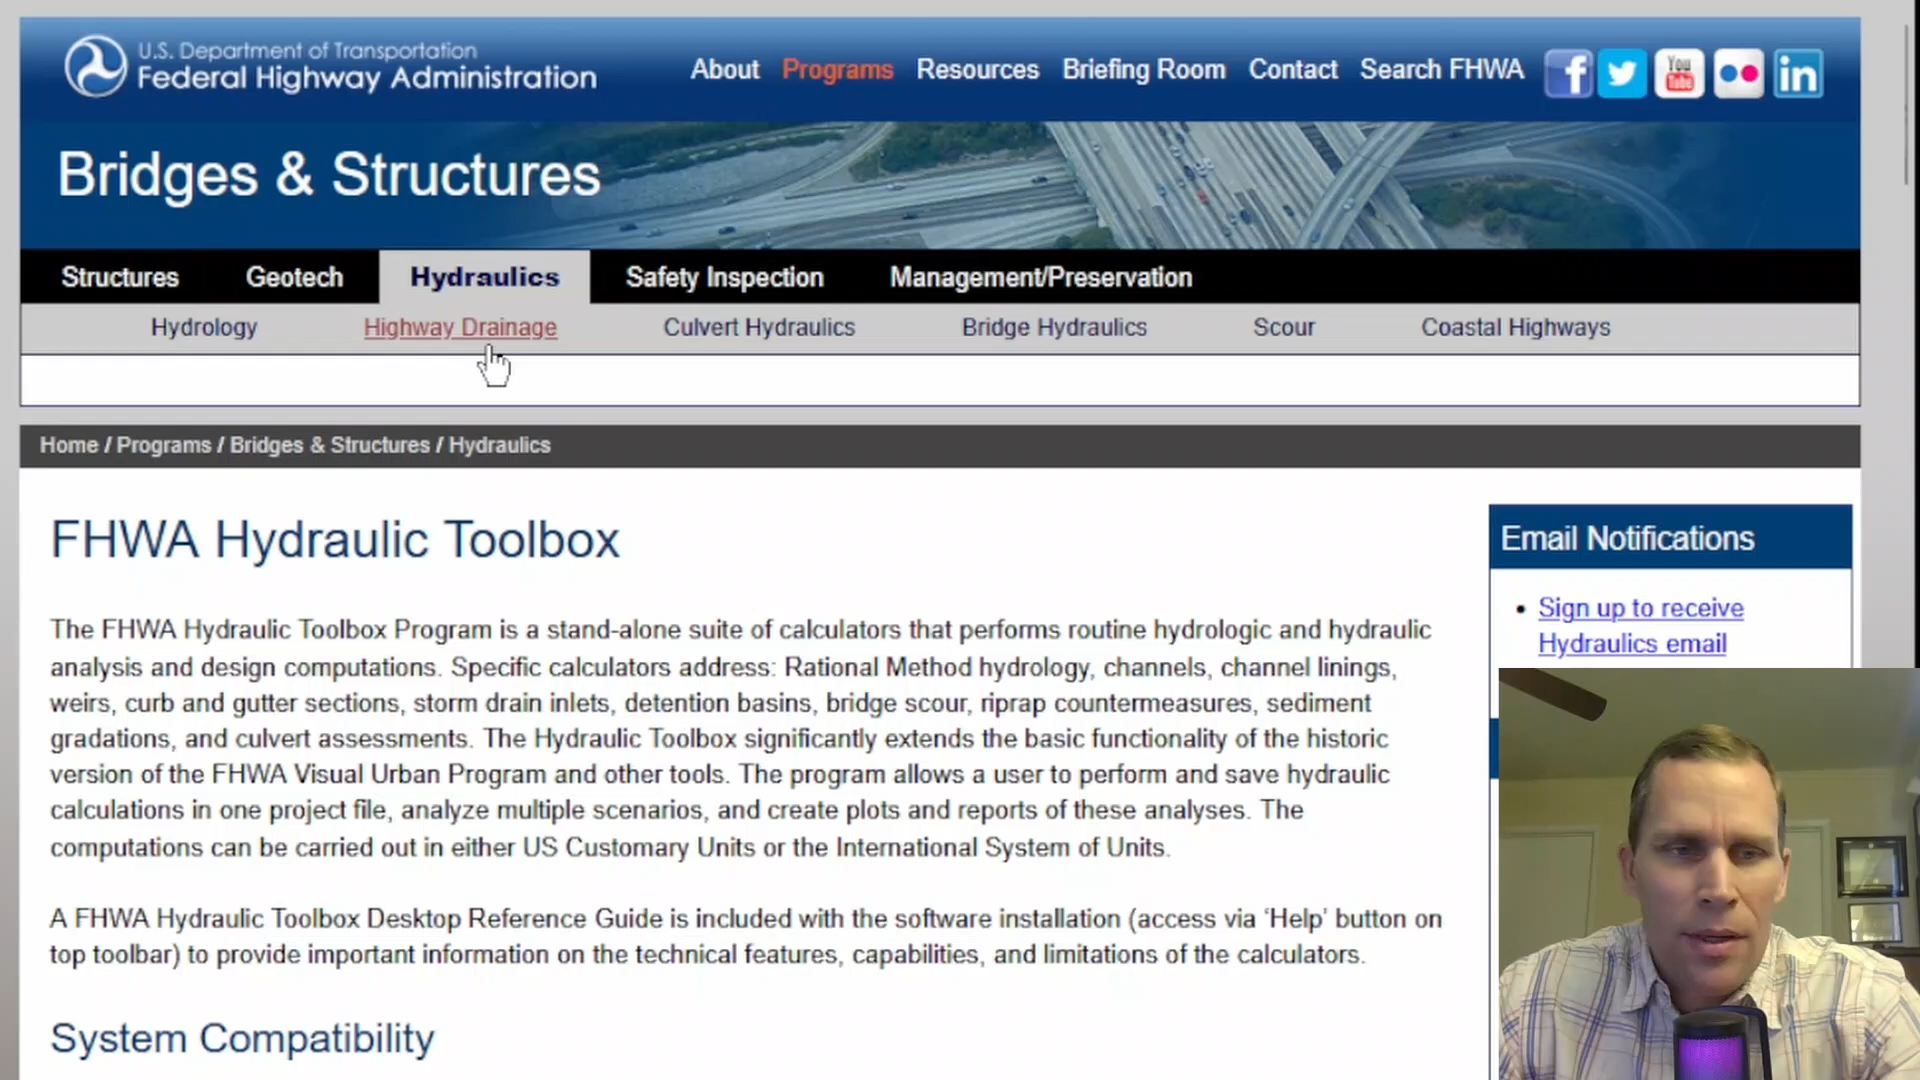 U.S. Department of Transportation
Federal Highway Administration
About Programs Resources Briefing Room Contact Search FHWA
You
Tube
Bridges & Structures
Structures Geotech Hydraulics Safety Inspection Management/Preservation
Hydrology Highway Drainage Culvert Hydraulics Bridge Hydraulics Scour Coastal Highways
Home / Programs / Bridges & Structures / Hydraulics
FHWA Hydraulic Toolbox
The FHWA Hydraulic Toolbox Program is a stand-alone suite of calculators that performs routine hydrologic and hydraulic
analysis and design computations. Specific calculators address: Rational Method hydrology, channels, channel linings,
weirs, curb and gutter sections, storm drain inlets, detention basins, bridge scour, riprap countermeasures, sediment
gradations, and culvert assessments. The Hydraulic Toolbox significantly extends the basic functionality of the historic
version of the FHWA Visual Urban Program and other tools. The program allows a user to perform and save hydraulic
calculations in one project file, analyze multiple scenarios, and create plots and reports of these analyses. The
computations can be carried out in either US Customary Units or the International System of Units.
A FHWA Hydraulic Toolbox Desktop Reference Guide is included with the software installation (access via ‘Help’ button on
top toolbar) to provide important information on the technical features, capabilities, and limitations of the calculators.
System Compatibility
Email Notifications
• Sign up to receive
Hydraulics email